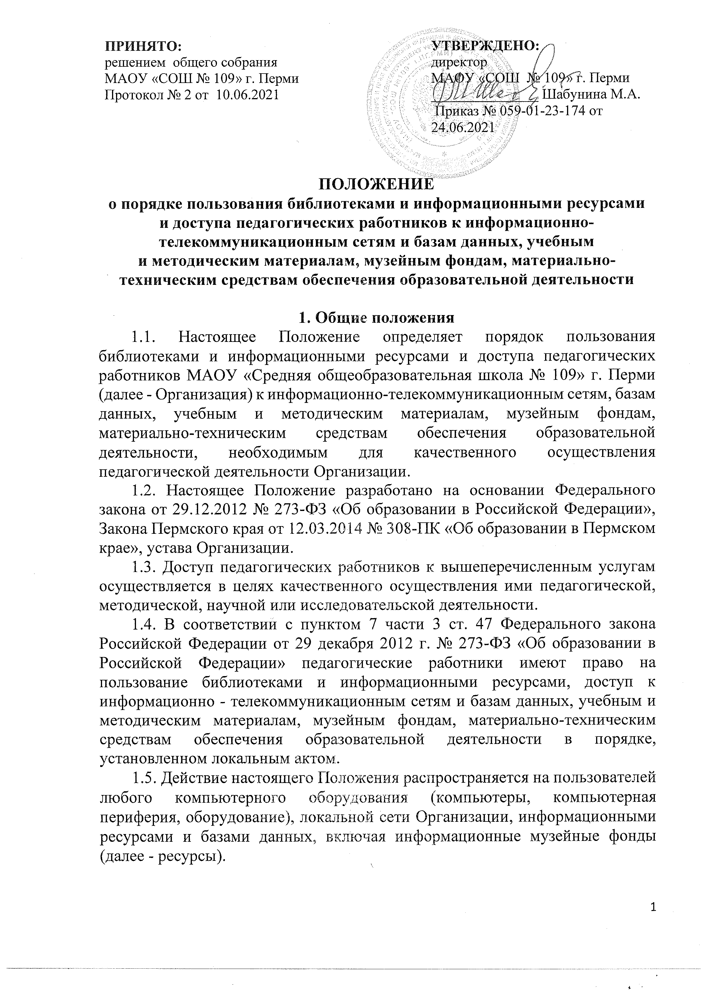 ПРИНЯТО:
решением общего собрания
МАОУ «СОШ № 109» г. Перми
Протокол № 2 от 10.06.2021
УТВЕРЖДЕНО:
директор
МАОУ «СОШ № 109» г. Перми
Шабунина М.А.
Приказ № 059-01-23-174 от
24.06.2021
ПОЛОЖЕНИЕ
о порядке пользования библиотеками и информационными ресурсами
и доступа педагогических работников к информационно-
телекоммуникационным сетям и базам данных, учебным
и методическим материалам, музейным фондам, материально-
техническим средствам обеспечения образовательной деятельности
1. Общие положения
1.1. Настоящее Положение определяет порядок пользования
библиотеками и информационными ресурсами и доступа педагогических
работников МАОУ «Средняя общеобразовательная школа № 109» г. Перми
(далее - Организация) к информационно-телекоммуникационным сетям, базам
данных, учебным и методическим материалам, музейным фондам,
материально-техническим средствам обеспечения образовательной
деятельности, необходимым для качественного осуществления
педагогической деятельности Организации.
1.2. Настоящее Положение разработано на основании Федерального
закона от 29.12.2012 № 273-ФЗ «Об образовании в Российской Федерации»,
Закона Пермского края от 12.03.2014 № 308-ПК «Об образовании в Пермском
крае», устава Организации.
1.3. Доступ педагогических работников к вышеперечисленным услугам
осуществляется в целях качественного осуществления ими педагогической,
методической, научной или исследовательской деятельности.
1.4. В соответствии с пунктом 7 части 3 ст. 47 Федерального закона
Российской Федерации от 29 декабря 2012 г. № 273-ФЗ «Об образовании в
Российской Федерации» педагогические работники имеют право на
пользование библиотеками и информационными ресурсами, доступ к
информационно - телекоммуникационным сетям и базам данных, учебным и
методическим материалам, музейным фондам, материально-техническим
средствам обеспечения образовательной деятельности в порядке,
установленном локальным актом.
1.5. Действие настоящего Положения распространяется на пользователей
любого компьютерного оборудования (компьютеры, компьютерная
периферия, оборудование), локальной сети Организации, информационными
ресурсами и базами данных, включая информационные музейные фонды
(далее - ресурсы).
1